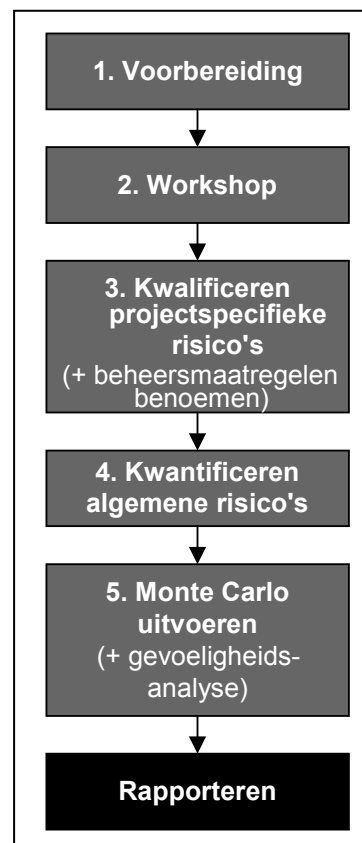 1. Voorbereiding
2. Workshop
3. Kwalificeren
projectspecifieke
risico's
(+ beheersmaatregelen
benoemen)
4. Kwantificeren
algemene risico's
5. Monte Carlo
uitvoeren
(+ gevoeligheids-
analyse)
Rapporteren